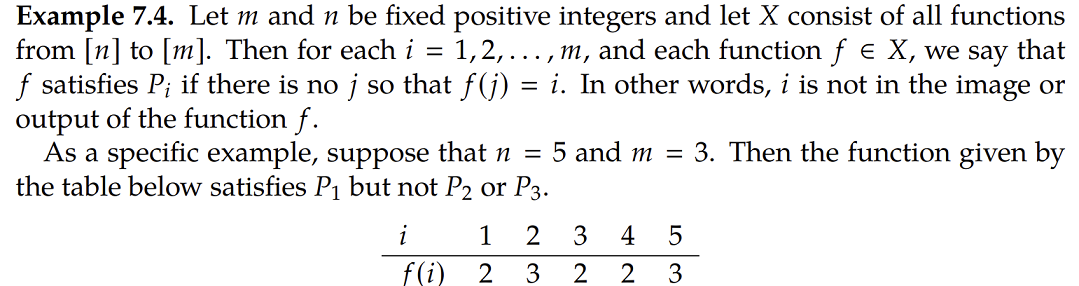 Example 7.4. Let m and n be fixed positive integers and let X consist of all functions
from [n] to [m]. Then for each i = 1, 2, . . . , m, and each function f ∈ X, we say that
f satisfies Pᵢ if there is no j so that f(j) = i. In other words, i is not in the image or
output of the function f.
As a specific example, suppose that n = 5 and m = 3. Then the function given by
the table below satisfies P₁ but not P₂ or P₃.
i 1 2 3 4 5
f(i) 2 3 2 2 3